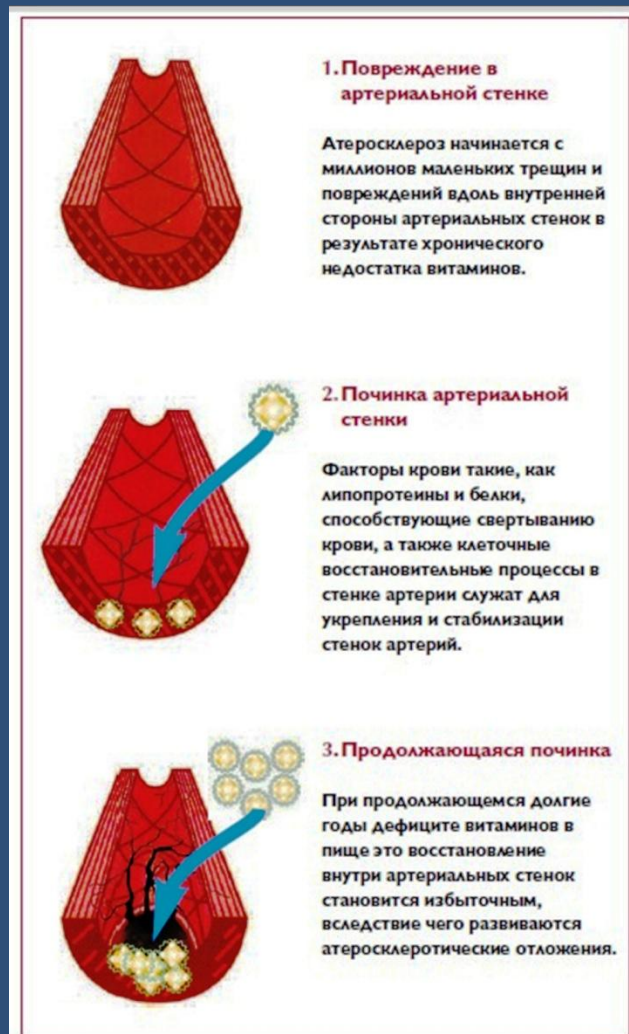 1. Повреждение в
артериальной стенке
Атеросклероз начинается с
миллионов маленьких трещин и
повреждений вдоль внутренней
стороны артериальных стенок в
результате хронического
недостатка витаминов.
2. Починка артериальной
стенки
Факторы крови такие, как
липопротеины и белки,
способствующие свертыванию
крови, а также клеточные
восстановительные процессы в
стенке артерии служат для
укрепления и стабилизации
стенок артерий.
3. Продолжающаяся починка
При продолжающемся долгие
годы дефиците витаминов в
пище это восстановление
внутри артериальных стенок
становится избыточным,
вследствие чего развиваются
атеросклеротические отложения.